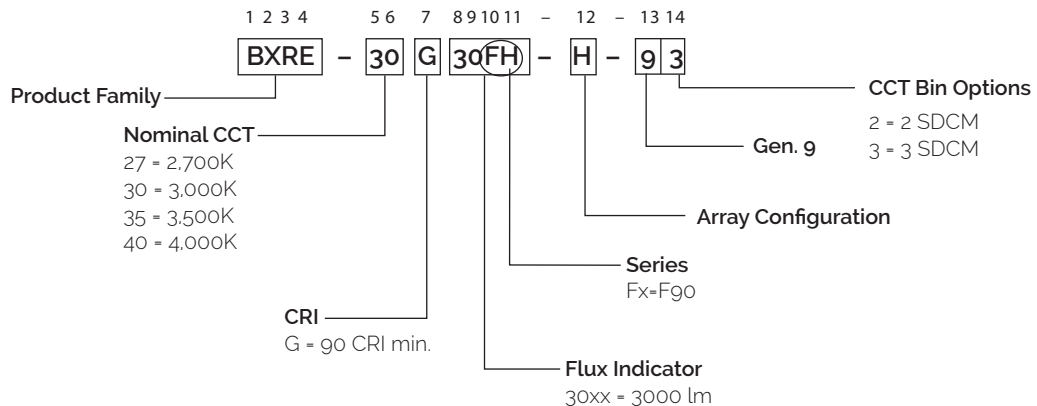 1 2 3 4 5 6 7 8 9 10 11 – 12 – 13 14
BXRE – 30 G 30FH – H – 9 3
Product Family
CCT Bin Options
2 = 2 SDCM
3 = 3 SDCM
Nominal CCT
27 = 2,700K
30 = 3,000K
35 = 3,500K
40 = 4,000K
Gen. 9
Array Configuration
Series
Fx=F90
CRI
G = 90 CRI min.
Flux Indicator
30xx = 3000 lm